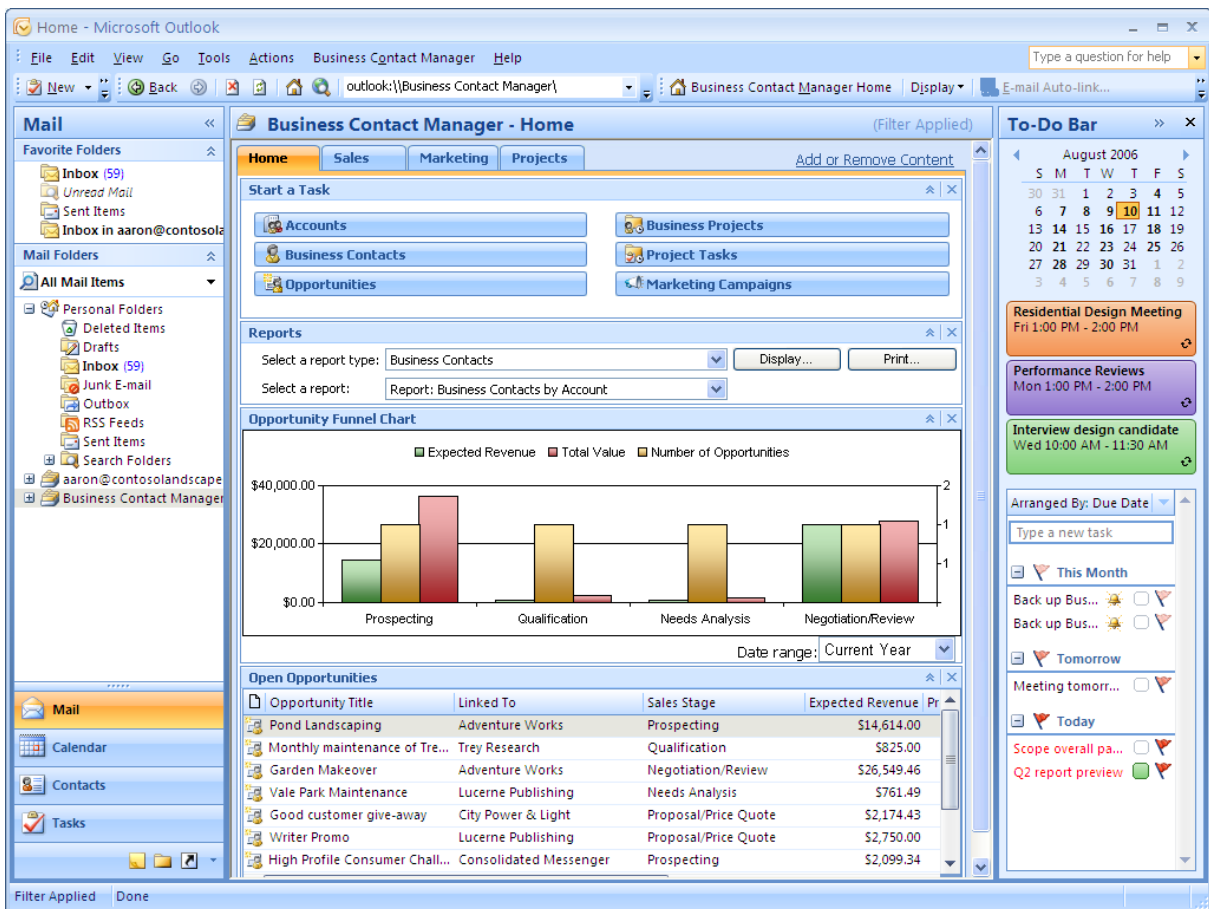 Home - Microsoft Outlook
File Edit View Go Tools Actions Business Contact Manager Help
Type a question for help
New Back outlook:\\Business Contact Manager\ Business Contact Manager Home Display E-mail Auto-link...
Mail
Favorite Folders
Inbox (59)
Unread Mail
Sent Items
Inbox in aaron@contosola
Mail Folders
All Mail Items
Personal Folders
Deleted Items
Drafts
Inbox (59)
Junk E-mail
Outbox
RSS Feeds
Sent Items
Search Folders
aaron@contosolandscape
Business Contact Manager
Mail
Calendar
Contacts
Tasks
Business Contact Manager - Home (Filter Applied)
Home Sales Marketing Projects Add or Remove Content
Start a Task
Accounts Business Projects
Business Contacts Project Tasks
Opportunities Marketing Campaigns
Reports
Select a report type: Business Contacts Display... Print...
Select a report: Report: Business Contacts by Account
Opportunity Funnel Chart
Expected Revenue Total Value Number of Opportunities
$40,000.00 2
$20,000.00 1
1
$0.00
Prospecting Qualification Needs Analysis Negotiation/Review
Date range: Current Year
Open Opportunities
Opportunity Title Linked To Sales Stage Expected Revenue Pr
Pond Landscaping Adventure Works Prospecting $14,614.00
Monthly maintenance of Tre... Trey Research Qualification $825.00
Garden Makeover Adventure Works Negotiation/Review $26,549.46
Vale Park Maintenance Lucerne Publishing Needs Analysis $761.49
Good customer give-away City Power & Light Proposal/Price Quote $2,174.43
Writer Promo Lucerne Publishing Proposal/Price Quote $2,750.00
High Profile Consumer Chall... Consolidated Messenger Prospecting $2,099.34
To-Do Bar
August 2006
S M T W T F S
30 31 1 2 3 4 5
6 7 8 9 10 11 12
13 14 15 16 17 18 19
20 21 22 23 24 25 26
27 28 29 30 31 1 2
3 4 5 6 7 8 9
Residential Design Meeting
Fri 1:00 PM - 2:00 PM
Performance Reviews
Mon 1:00 PM - 2:00 PM
Interview design candidate
Wed 10:00 AM - 11:30 AM
Arranged By: Due Date
Type a new task
This Month
Back up Bus...
Back up Bus...
Tomorrow
Meeting tomorr...
Today
Scope overall pa...
Q2 report preview
Filter Applied Done